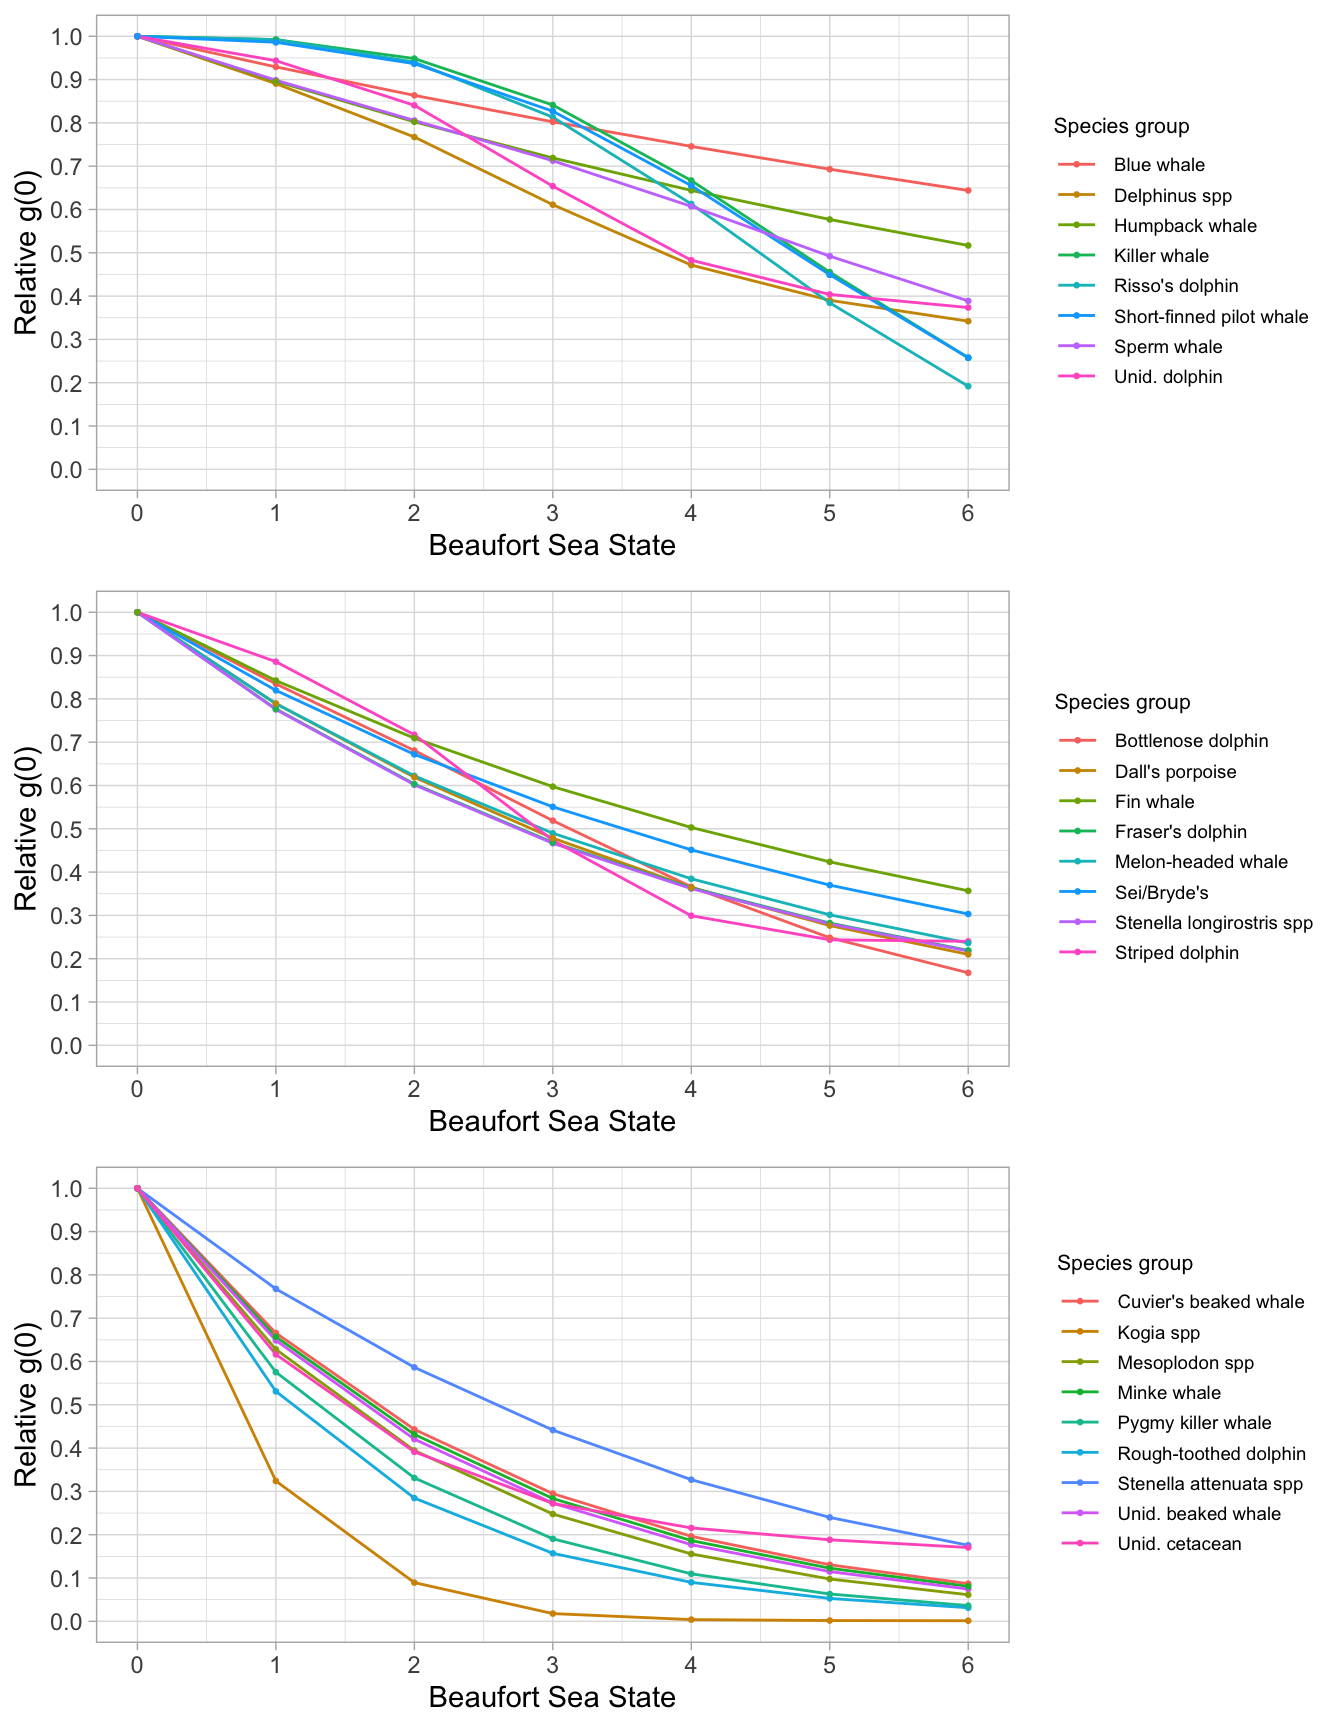 Relative g(0)
1.0
0.9
0.8
0.7
0.6
0.5
0.4
0.3
0.2
0.1
0.0
0 1 2 3 4 5 6
Beaufort Sea State
Species group
Blue whale
Delphinus spp
Humpback whale
Killer whale
Risso's dolphin
Short-finned pilot whale
Sperm whale
Unid. dolphin
Relative g(0)
1.0
0.9
0.8
0.7
0.6
0.5
0.4
0.3
0.2
0.1
0.0
0 1 2 3 4 5 6
Beaufort Sea State
Species group
Bottlenose dolphin
Dall's porpoise
Fin whale
Fraser's dolphin
Melon-headed whale
Sei/Bryde's
Stenella longirostris spp
Striped dolphin
Relative g(0)
1.0
0.9
0.8
0.7
0.6
0.5
0.4
0.3
0.2
0.1
0.0
0 1 2 3 4 5 6
Beaufort Sea State
Species group
Cuvier's beaked whale
Kogia spp
Mesoplodon spp
Minke whale
Pygmy killer whale
Rough-toothed dolphin
Stenella attenuata spp
Unid. beaked whale
Unid. cetacean